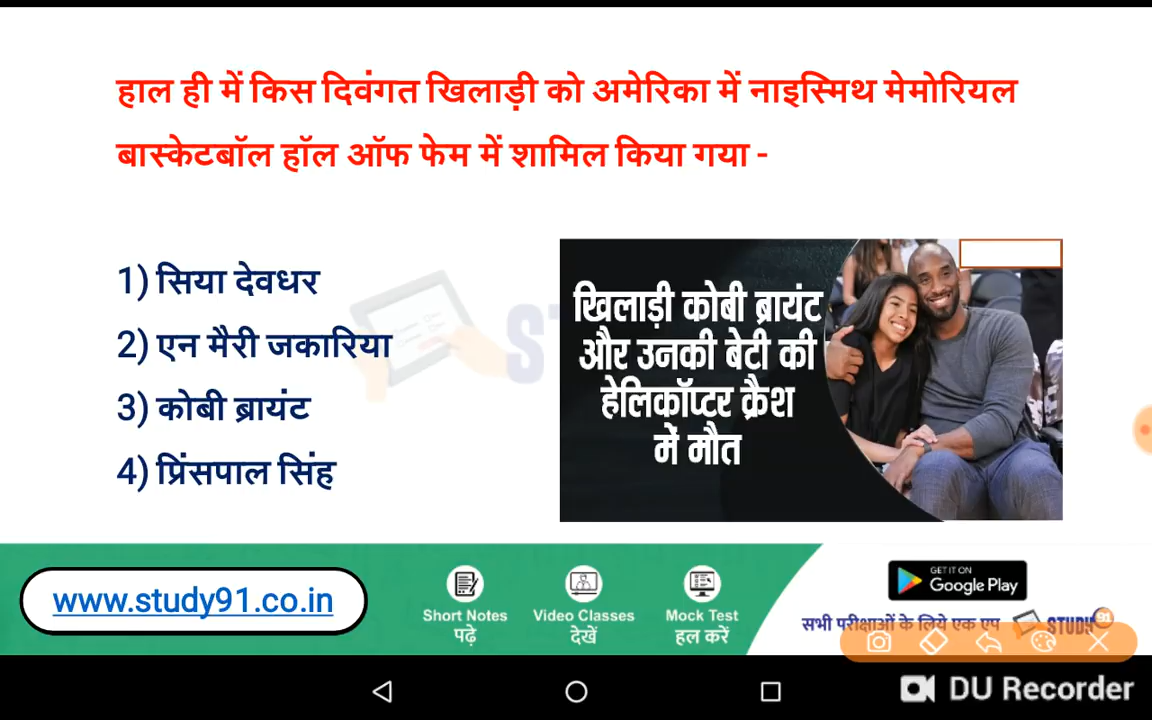 हाल ही में किस दिवंगत खिलाड़ी को अमेरिका में नाइस्मिथ मेमोरियल
बास्केटबॉल हॉल ऑफ फेम में शामिल किया गया -
1) सिया देवधर
2) एन मैरी जकारिया
3) कोबी ब्रायंट
4) प्रिंसपाल सिंह
खिलाड़ी कोबी ब्रायंट
और उनकी बेटी की
हेलिकॉप्टर क्रैश
में मौत
www.study91.co.in
Short Notes
पढ़े
Video Classes
देखें
Mock Test
हल करें
GET IT ON
Google Play
सभी परीक्षाओं के लिये एक एप
STUDY
91
DU Recorder